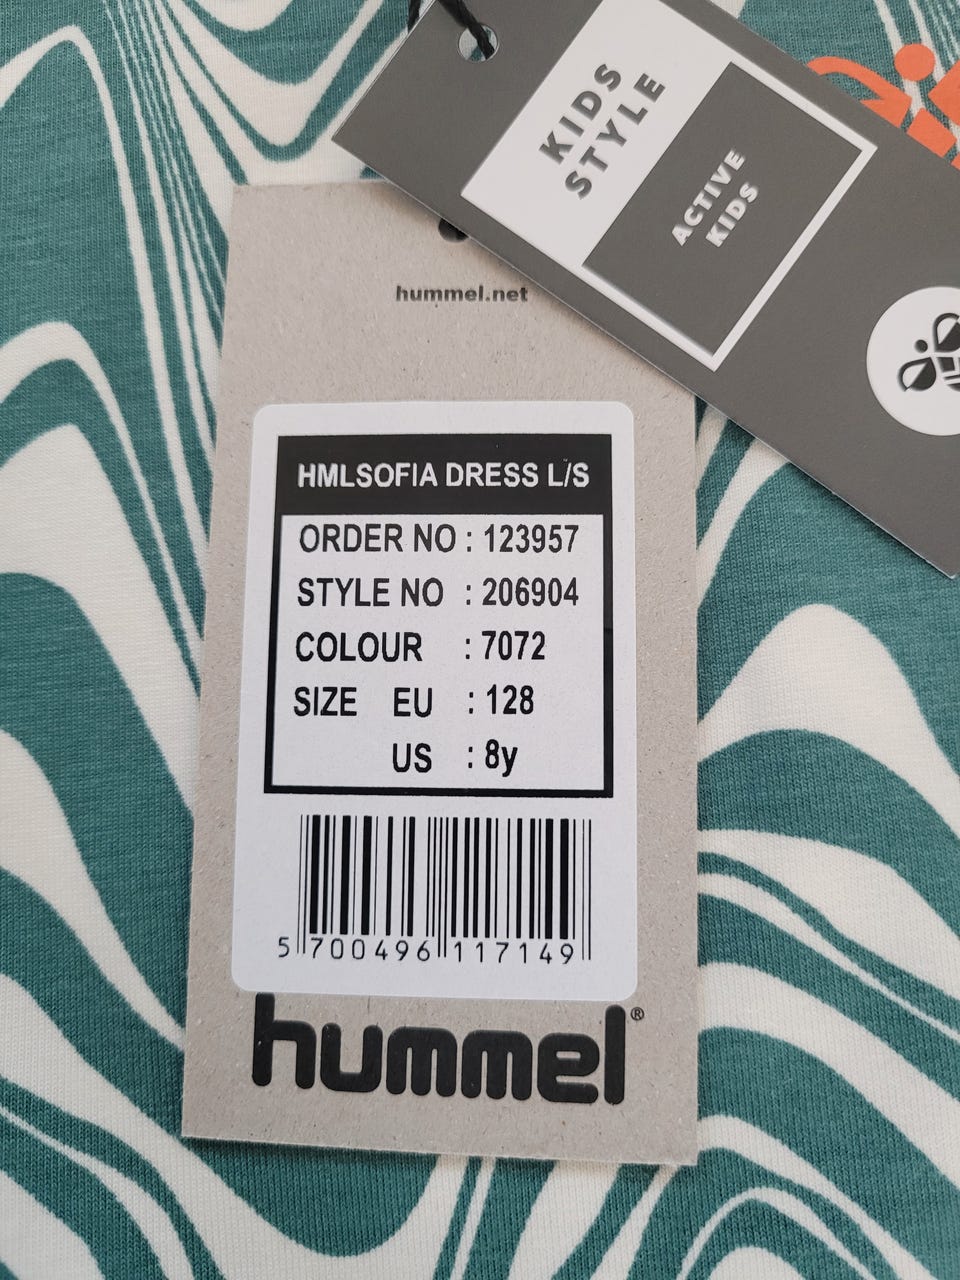 KIDS
STYLE
ACTIVE
KIDS
hummel.net
HMLSOFIA DRESS L/S
ORDER NO : 123957
STYLE NO : 206904
COLOUR : 7072
SIZE EU : 128
US : 8y
5 700496 117149
hummel®